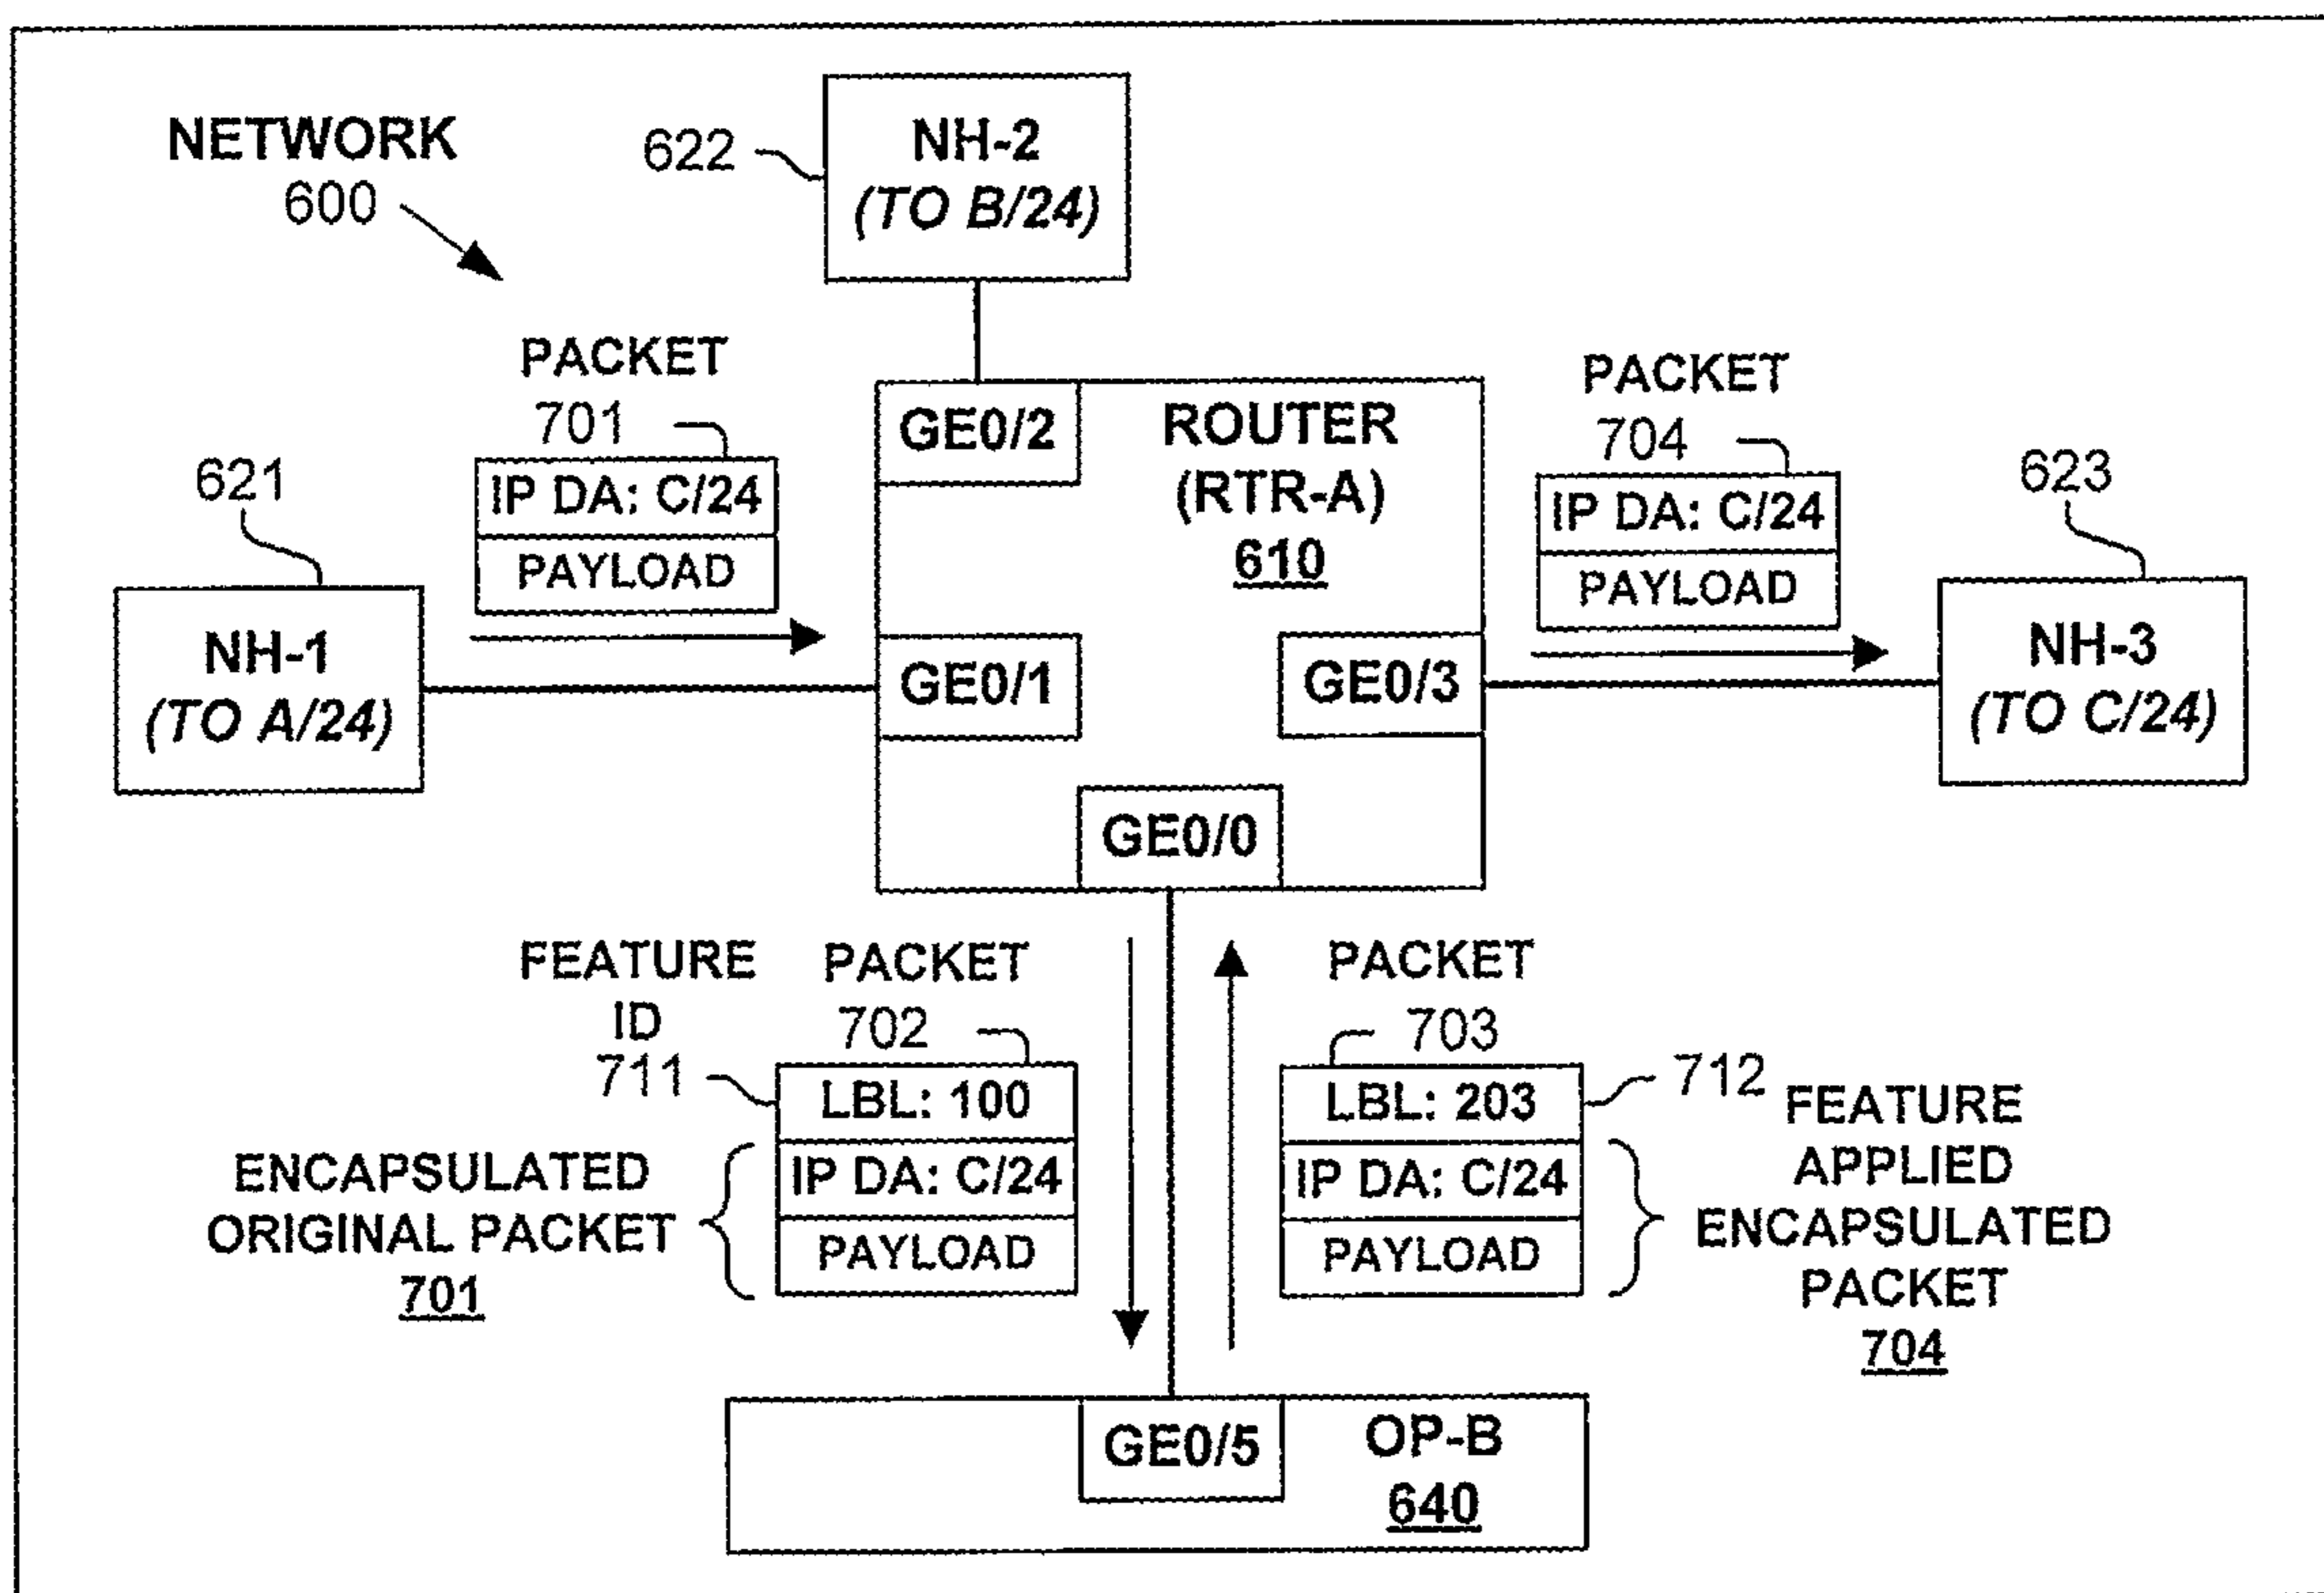 NETWORK
600
622
NH-2
(TO B/24)
PACKET
701
IP DA: C/24
PAYLOAD
621
NH-1
(TO A/24)
GE0/2
ROUTER
(RTR-A)
610
GE0/1
GE0/3
GE0/0
PACKET
704
IP DA: C/24
PAYLOAD
623
NH-3
(TO C/24)
FEATURE
ID
711
PACKET
702
LBL: 100
IP DA: C/24
PAYLOAD
ENCAPSULATED
ORIGINAL PACKET
701
PACKET
703
LBL: 203
IP DA: C/24
PAYLOAD
712
FEATURE
APPLIED
ENCAPSULATED
PACKET
704
GE0/5
OP-B
640